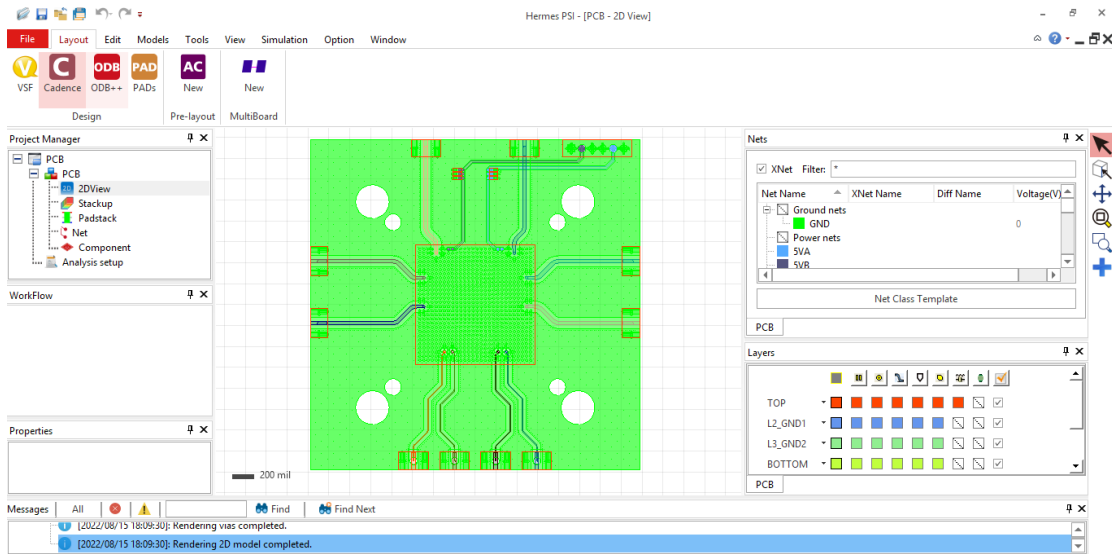 Hermes PSI - [PCB - 2D View]
File Layout Edit Models Tools View Simulation Option Window
VSF Cadence ODB++ PADs New New
C ODB PAD AC
Design Pre-layout MultiBoard
Project Manager
PCB
PCB
2DView
2D
Stackup
Padstack
Net
Component
Analysis setup
WorkFlow
Properties
200 mil
Nets
XNet Filter: *
Net Name XNet Name Diff Name Voltage(V)
Ground nets
GND 0
Power nets
5VA
5VB
Net Class Template
PCB
Layers
TOP
L2_GND1
L3_GND2
BOTTOM
PCB
Messages All Find Find Next
[2022/08/15 18:09:30]: Rendering vias completed.
[2022/08/15 18:09:30]: Rendering 2D model completed.